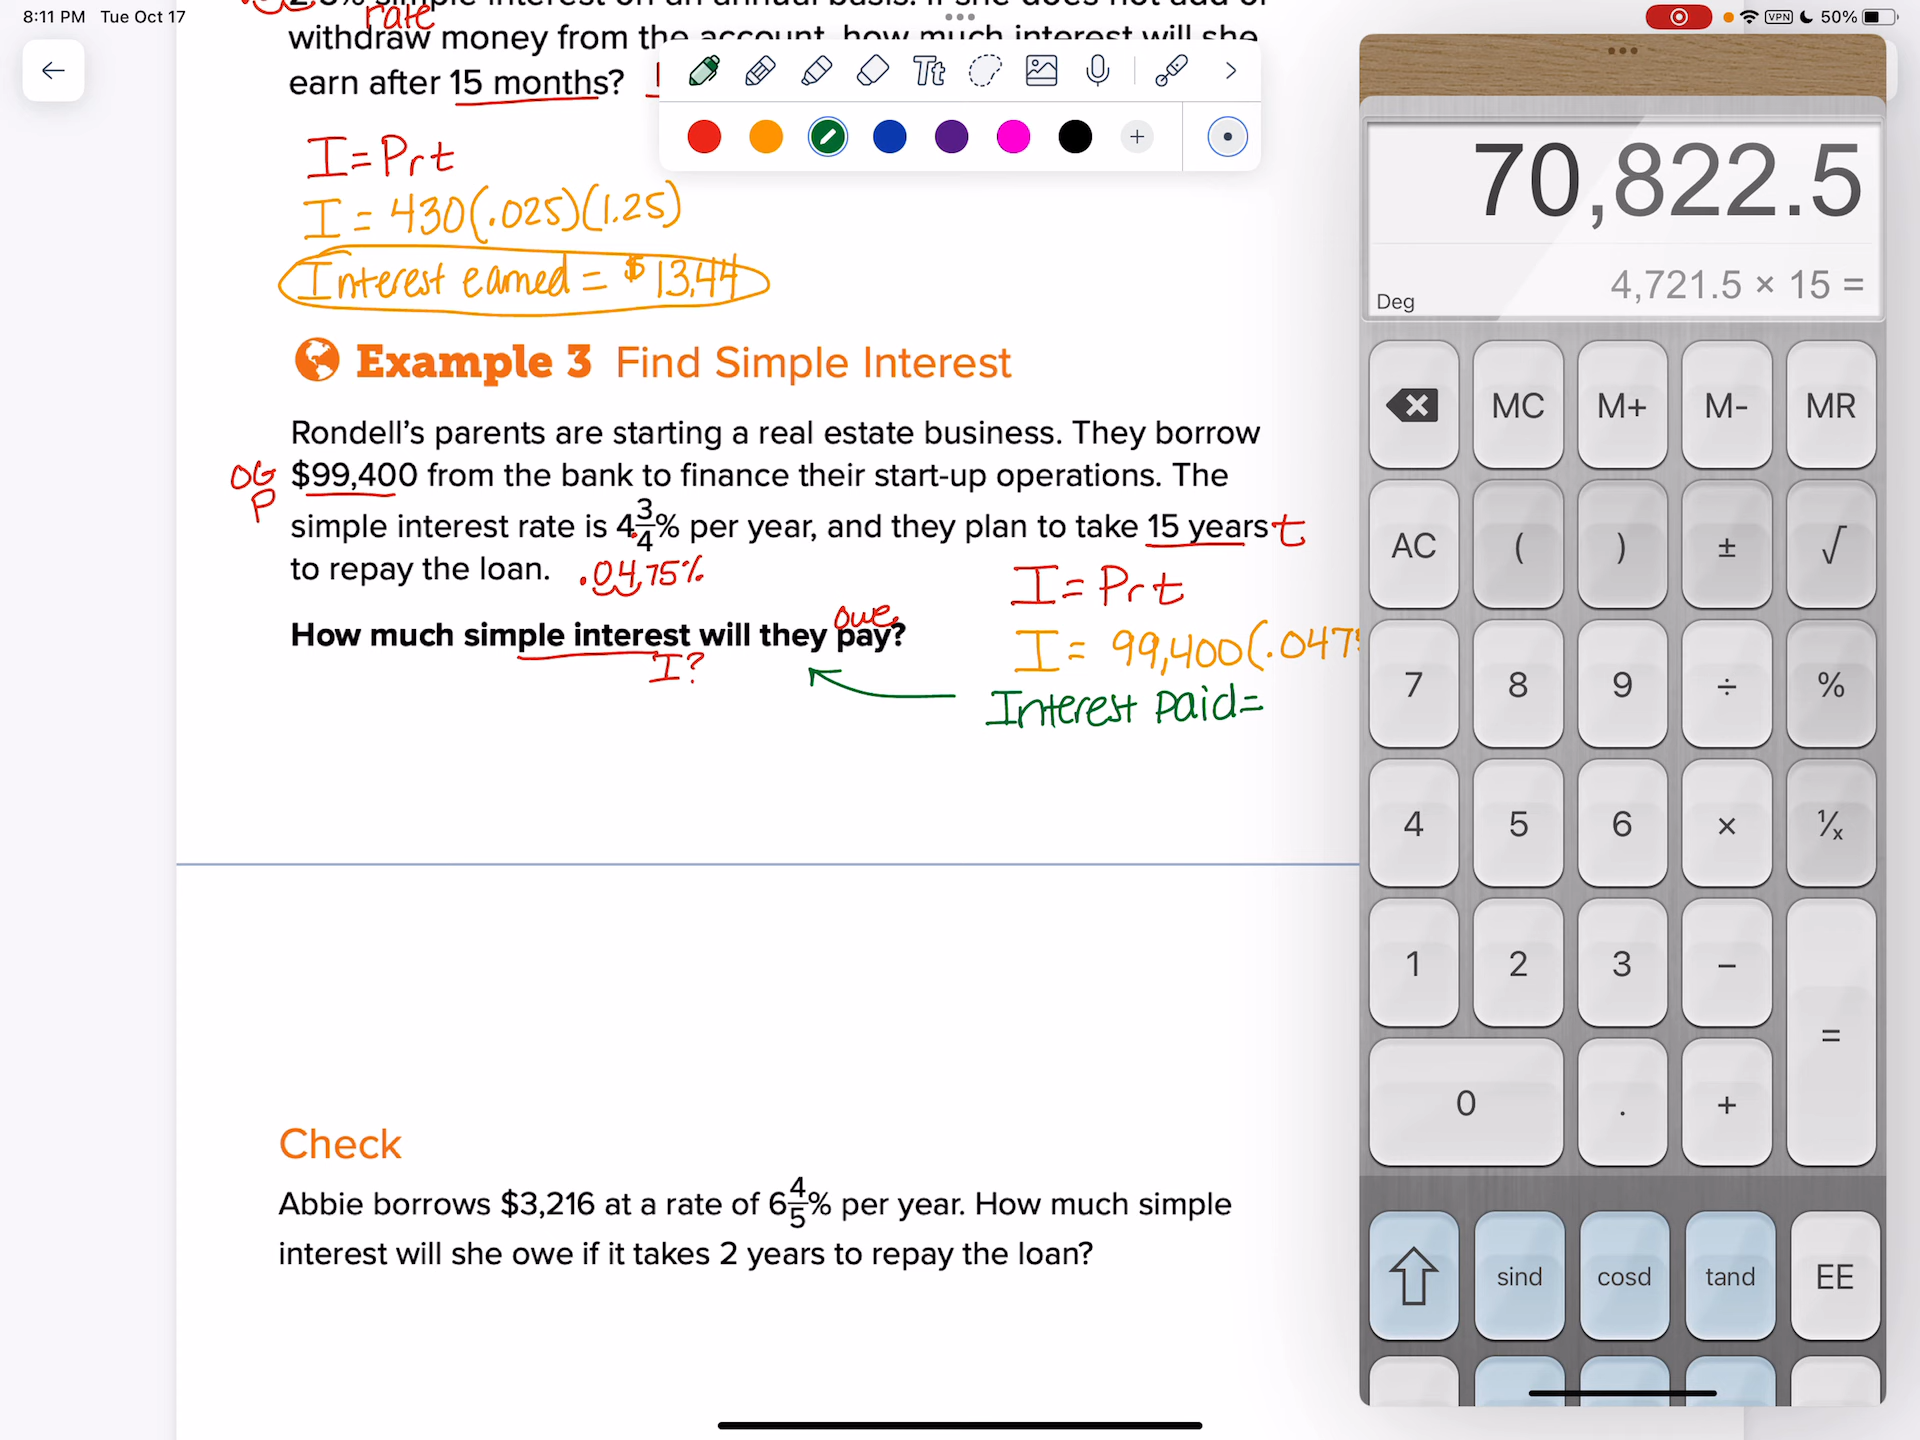 8:11 PM Tue Oct 17
VPN 50%
rate
withdraw money from the account, how much interest will she
earn after 15 months?
Tt
I = Prt
I = 430(.025)(1.25)
Interest earned = $13.44
Example 3 Find Simple Interest
Rondell's parents are starting a real estate business. They borrow
OG
P
$99,400 from the bank to finance their start-up operations. The
simple interest rate is 4 3/4% per year, and they plan to take 15 years t
to repay the loan. .04.75%
I = Prt
owe
How much simple interest will they pay?
I?
I = 99,400(.047
Interest paid =
Check
Abbie borrows $3,216 at a rate of 6 4/5% per year. How much simple
interest will she owe if it takes 2 years to repay the loan?
70,822.5
4,721.5 × 15 =
Deg
MC M+ M- MR
AC ( ) ± √
7 8 9 ÷ %
4 5 6 × 1/x
1 2 3 −
=
0 . +
sind cosd tand EE